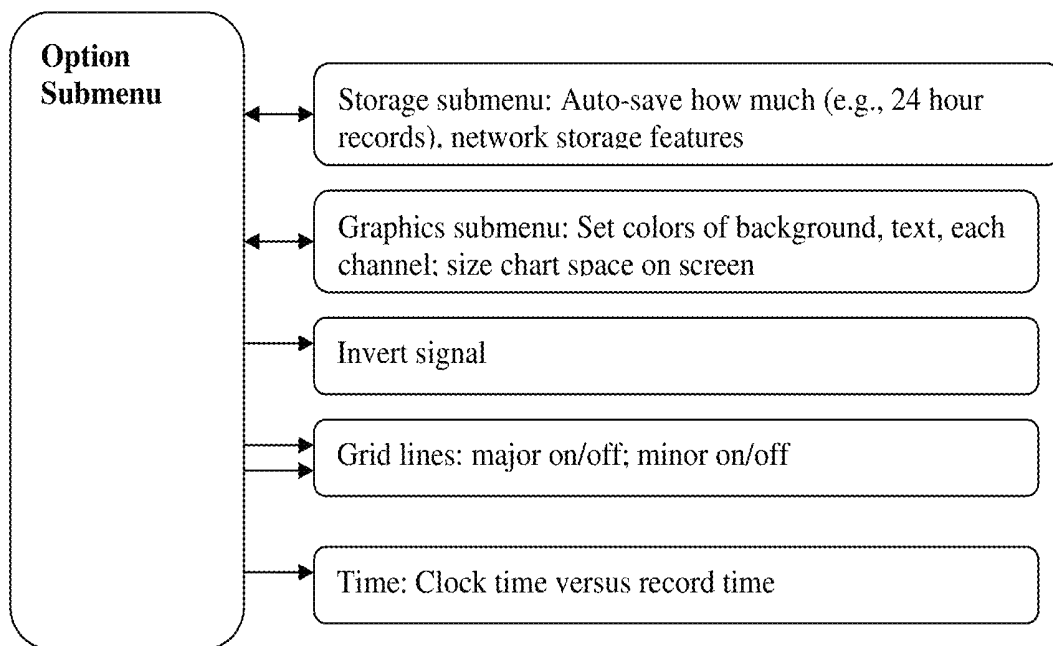 Option
Submenu
Storage submenu: Auto-save how much (e.g., 24 hour
records), network storage features
Graphics submenu: Set colors of background, text, each
channel; size chart space on screen
Invert signal
Grid lines: major on/off; minor on/off
Time: Clock time versus record time